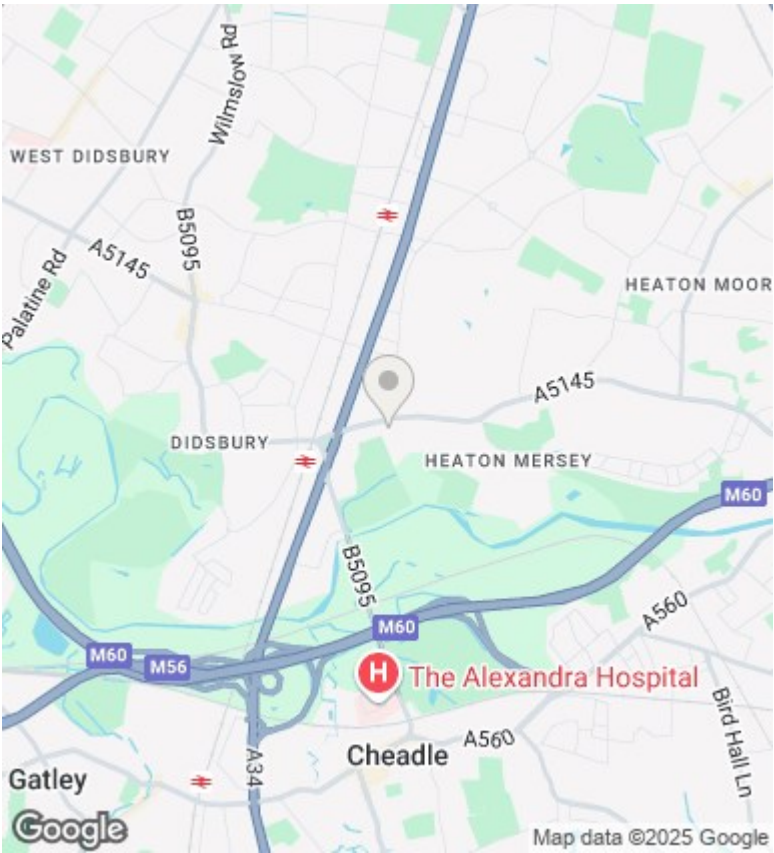 Wilmslow Rd
WEST DIDSBURY
B5095
A5145
Palatine Rd
HEATON MOOR
A5145
DIDSBURY
HEATON MERSEY
M60
B5095
A560
M60
M60
M56
H
The Alexandra Hospital
Bird Hall Ln
A560
Cheadle
A34
Gatley
Google
Map data ©2025 Google